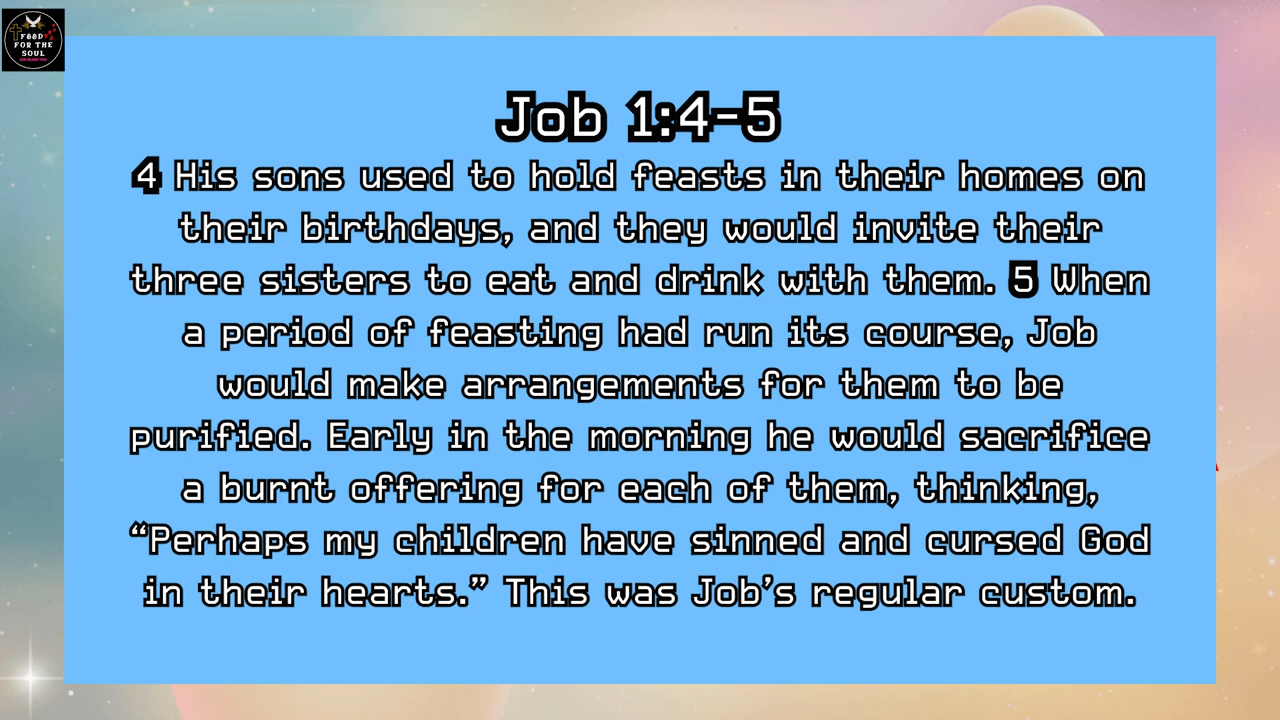 FEED
FOR THE
SOUL
GOD BLESS YOU
Job 1:4-5
4 His sons used to hold feasts in their homes on
their birthdays, and they would invite their
three sisters to eat and drink with them. 5 When
a period of feasting had run its course, Job
would make arrangements for them to be
purified. Early in the morning he would sacrifice
a burnt offering for each of them, thinking,
“Perhaps my children have sinned and cursed God
in their hearts.” This was Job’s regular custom.